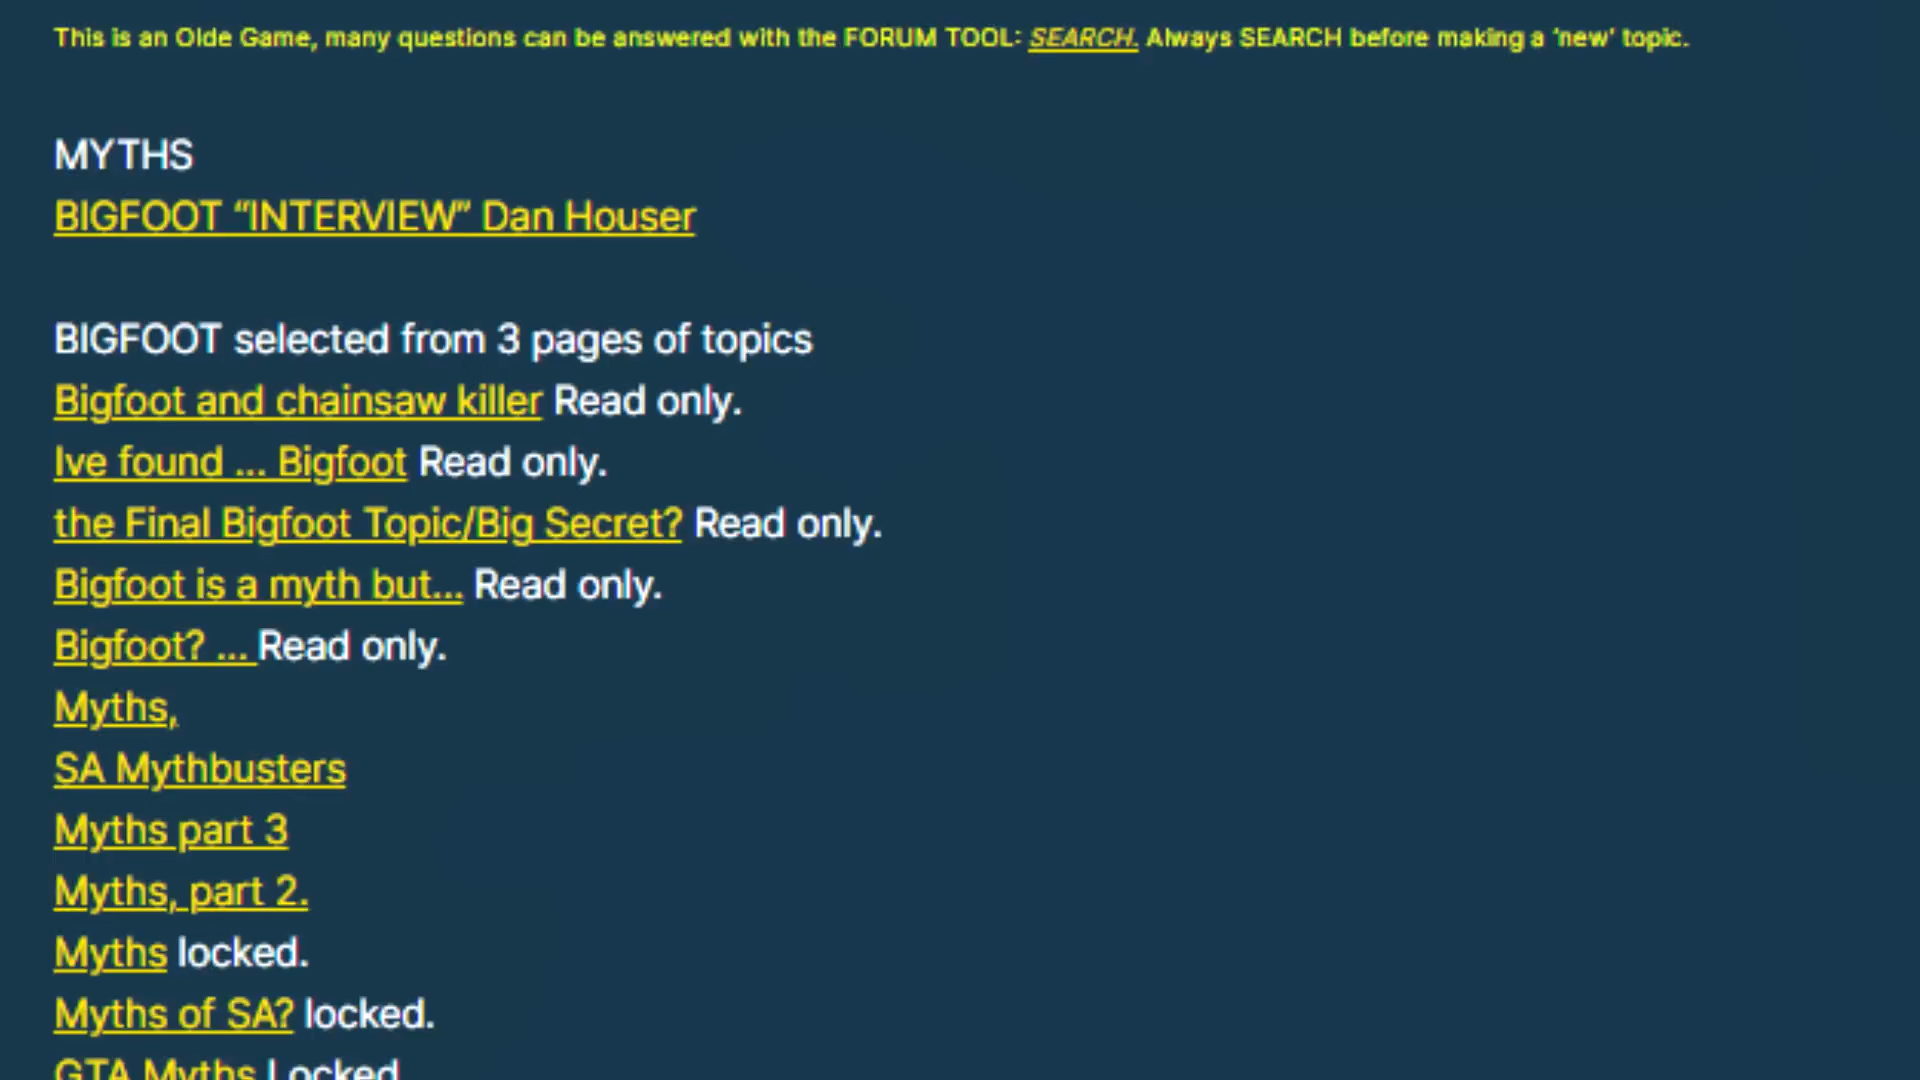 This is an Olde Game, many questions can be answered with the FORUM TOOL: SEARCH. Always SEARCH before making a ‘new’ topic.
MYTHS
BIGFOOT “INTERVIEW” Dan Houser
BIGFOOT selected from 3 pages of topics
Bigfoot and chainsaw killer Read only.
Ive found ... Bigfoot Read only.
the Final Bigfoot Topic/Big Secret? Read only.
Bigfoot is a myth but... Read only.
Bigfoot? ... Read only.
Myths,
SA Mythbusters
Myths part 3
Myths, part 2.
Myths locked.
Myths of SA? locked.
GTA Myths Locked